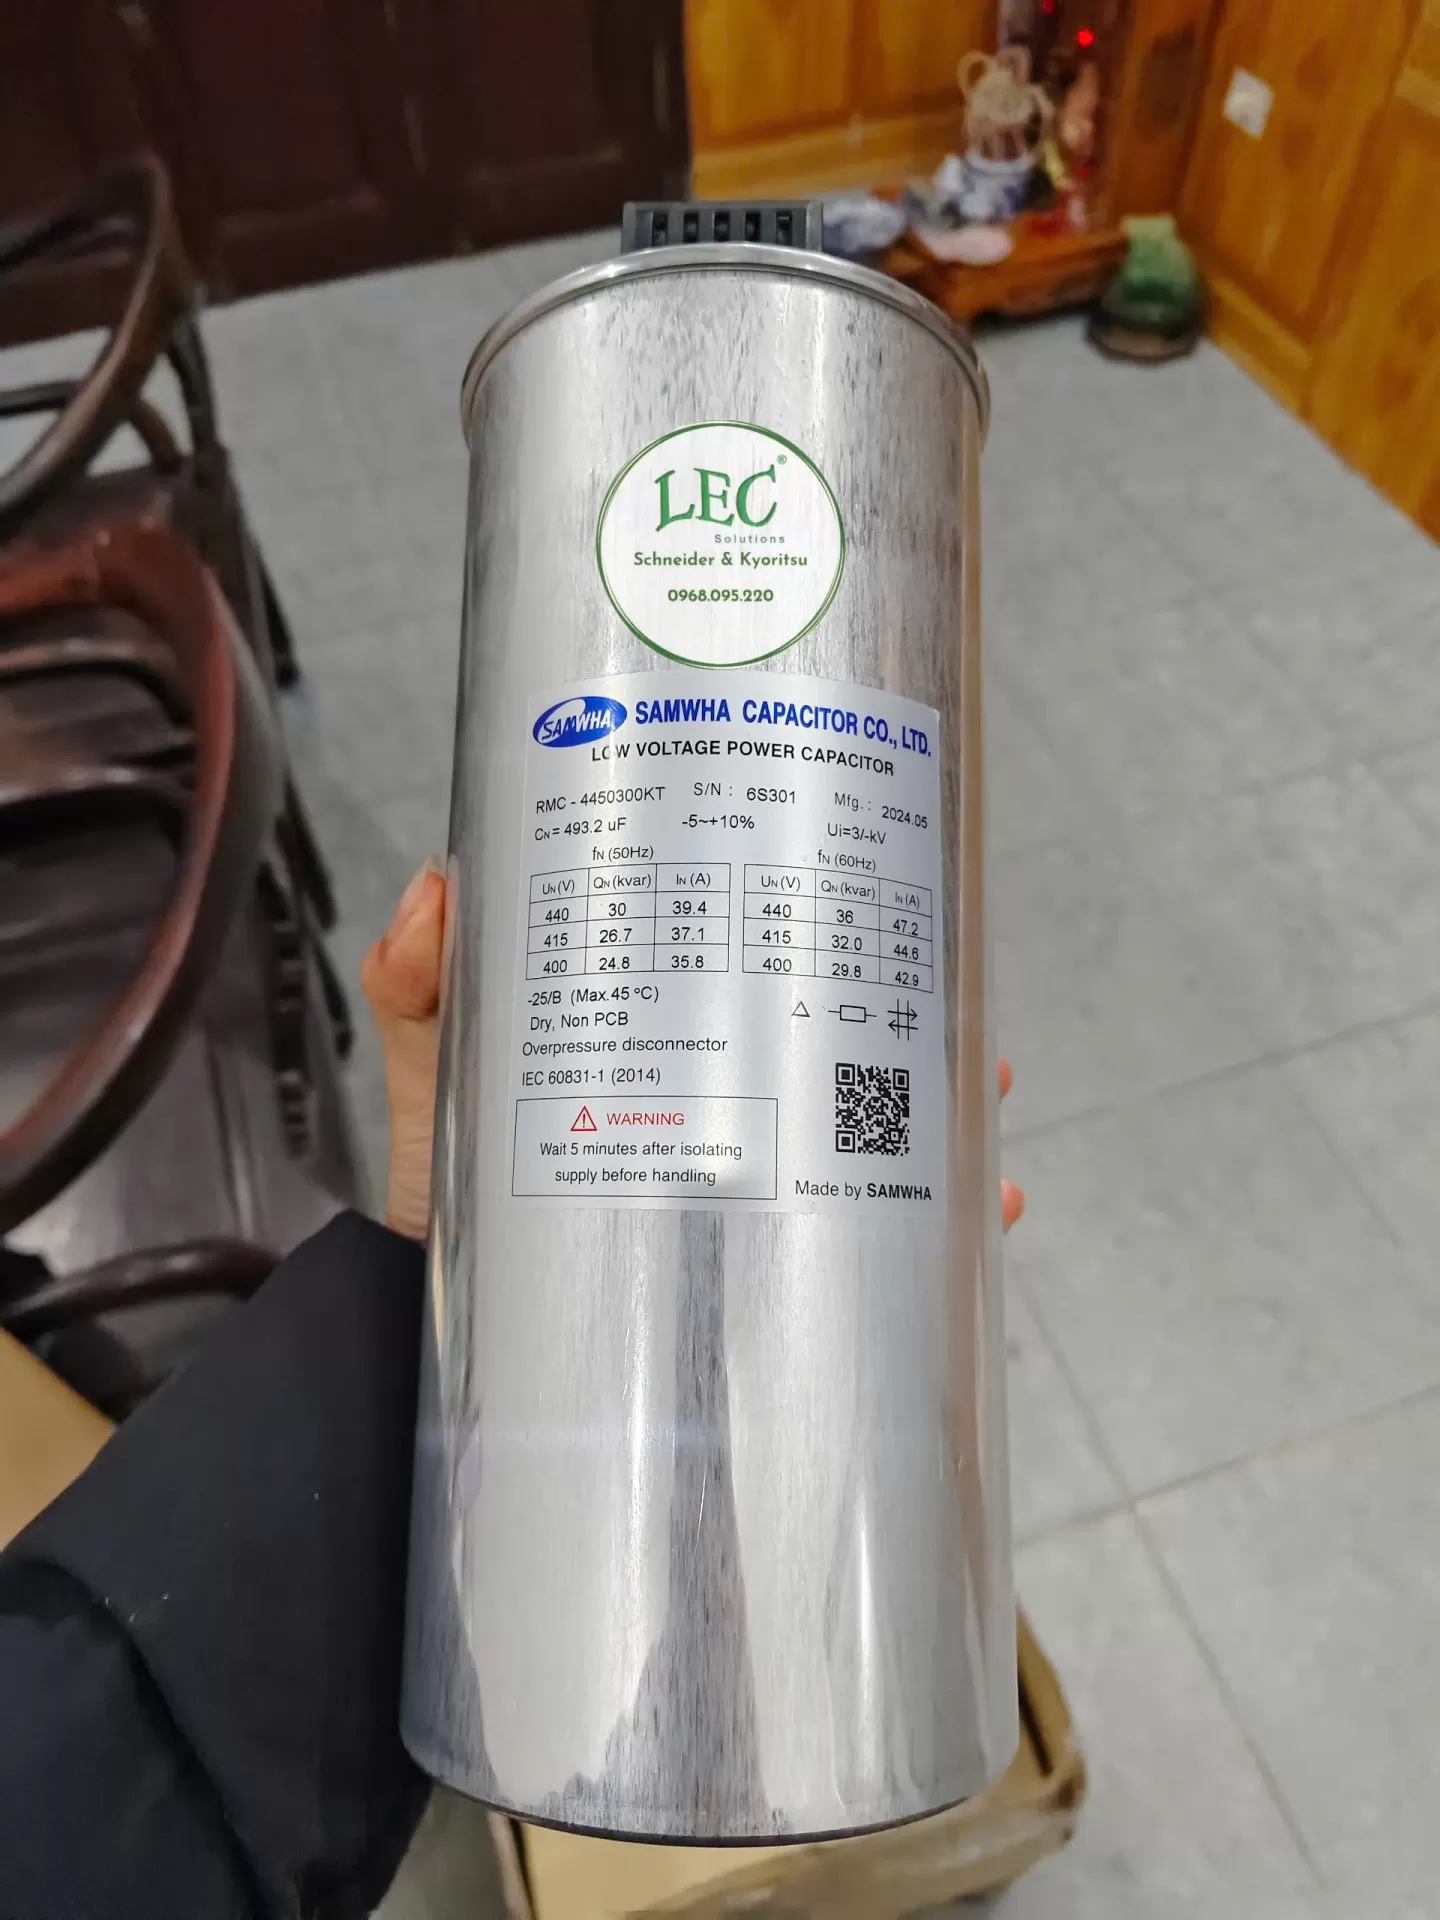 LEC®
Solutions
Schneider & Kyoritsu
0968.095.220
SAMWHA SAMWHA CAPACITOR CO., LTD.
LOW VOLTAGE POWER CAPACITOR
RMC - 4450300KT S/N : 6S301 Mfg. : 2024.05
CN = 493.2 uF -5~+10% Ui=3/-kV
fN (50Hz) fN (60Hz)
UN (V) QN (kvar) IN (A) UN (V) QN (kvar) IN (A)
440 30 39.4 440 36 47.2
415 26.7 37.1 415 32.0 44.6
400 24.8 35.8 400 29.8 42.9
-25/B (Max.45 °C)
Dry, Non PCB
Overpressure disconnector
IEC 60831-1 (2014)
WARNING
Wait 5 minutes after isolating
supply before handling
Made by SAMWHA